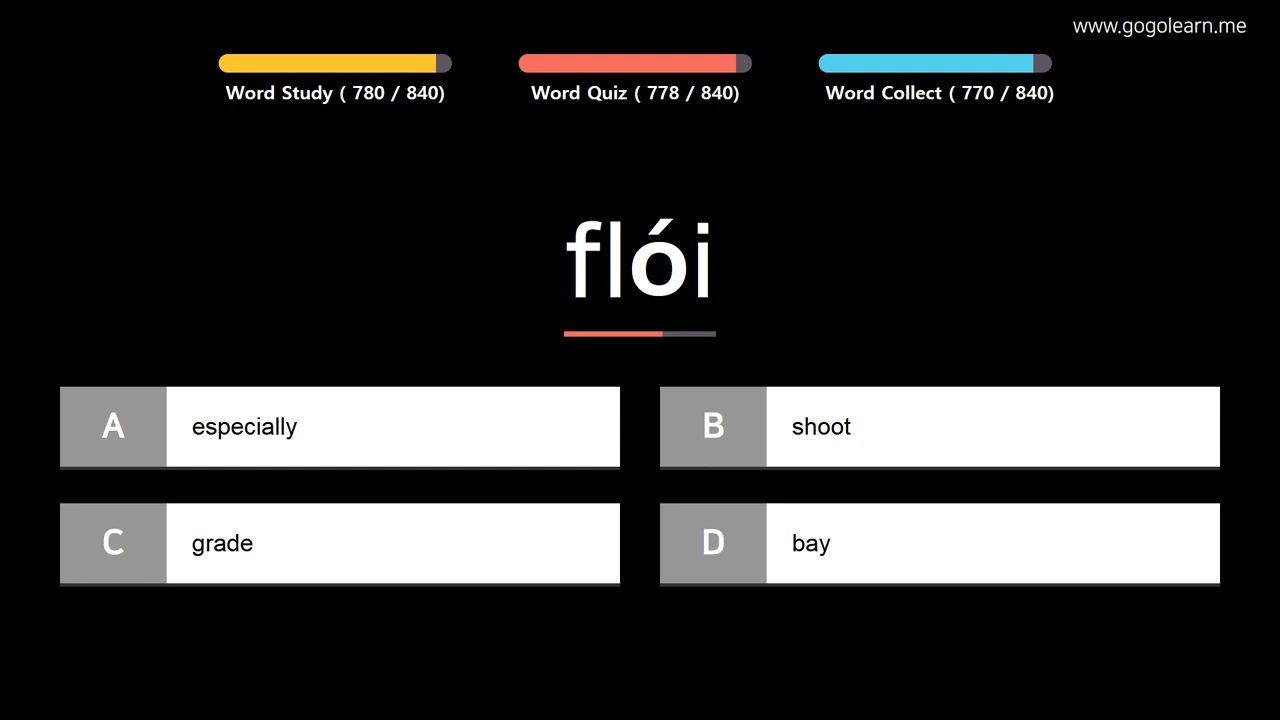 www.gogolearn.me
Word Study ( 780 / 840)
Word Quiz ( 778 / 840)
Word Collect ( 770 / 840)
flói
A especially
B shoot
C grade
D bay